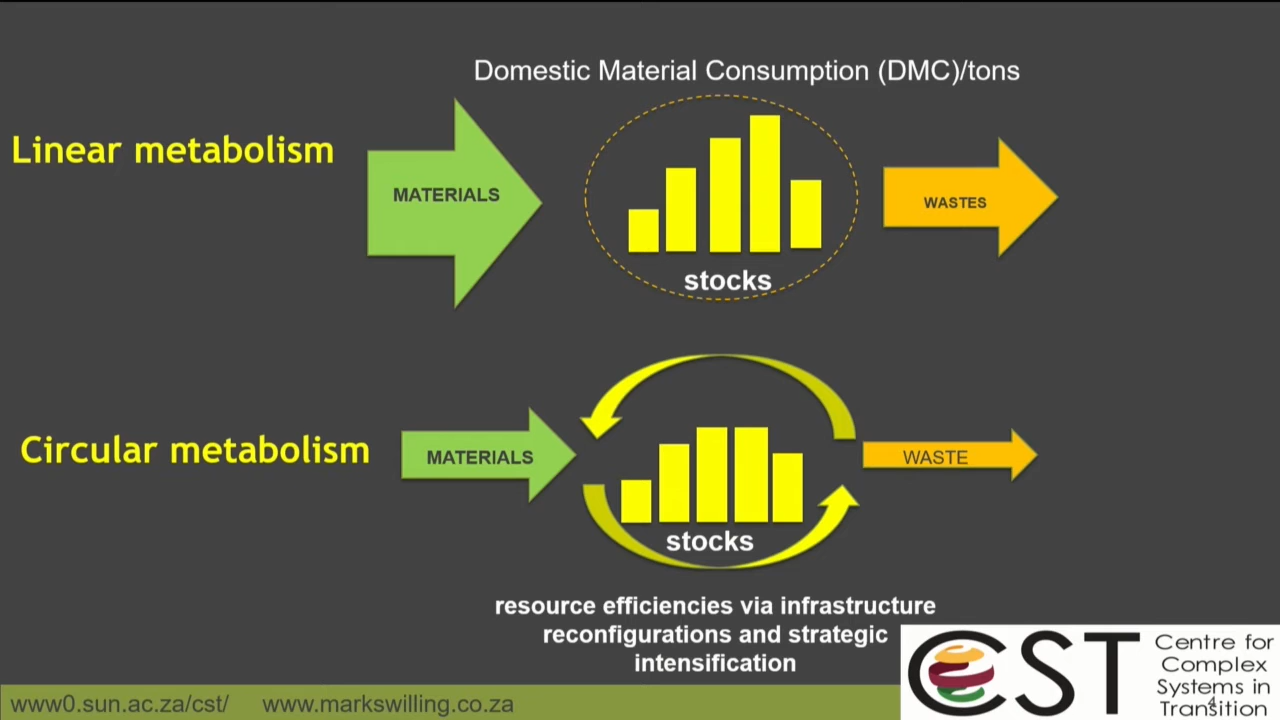 Domestic Material Consumption (DMC)/tons
Linear metabolism
MATERIALS
stocks
WASTES
Circular metabolism
MATERIALS
stocks
WASTE
resource efficiencies via infrastructure
reconfigurations and strategic
intensification
CST
Centre for
Complex
Systems in
Transition
4
www0.sun.ac.za/cst/
www.markswilling.co.za